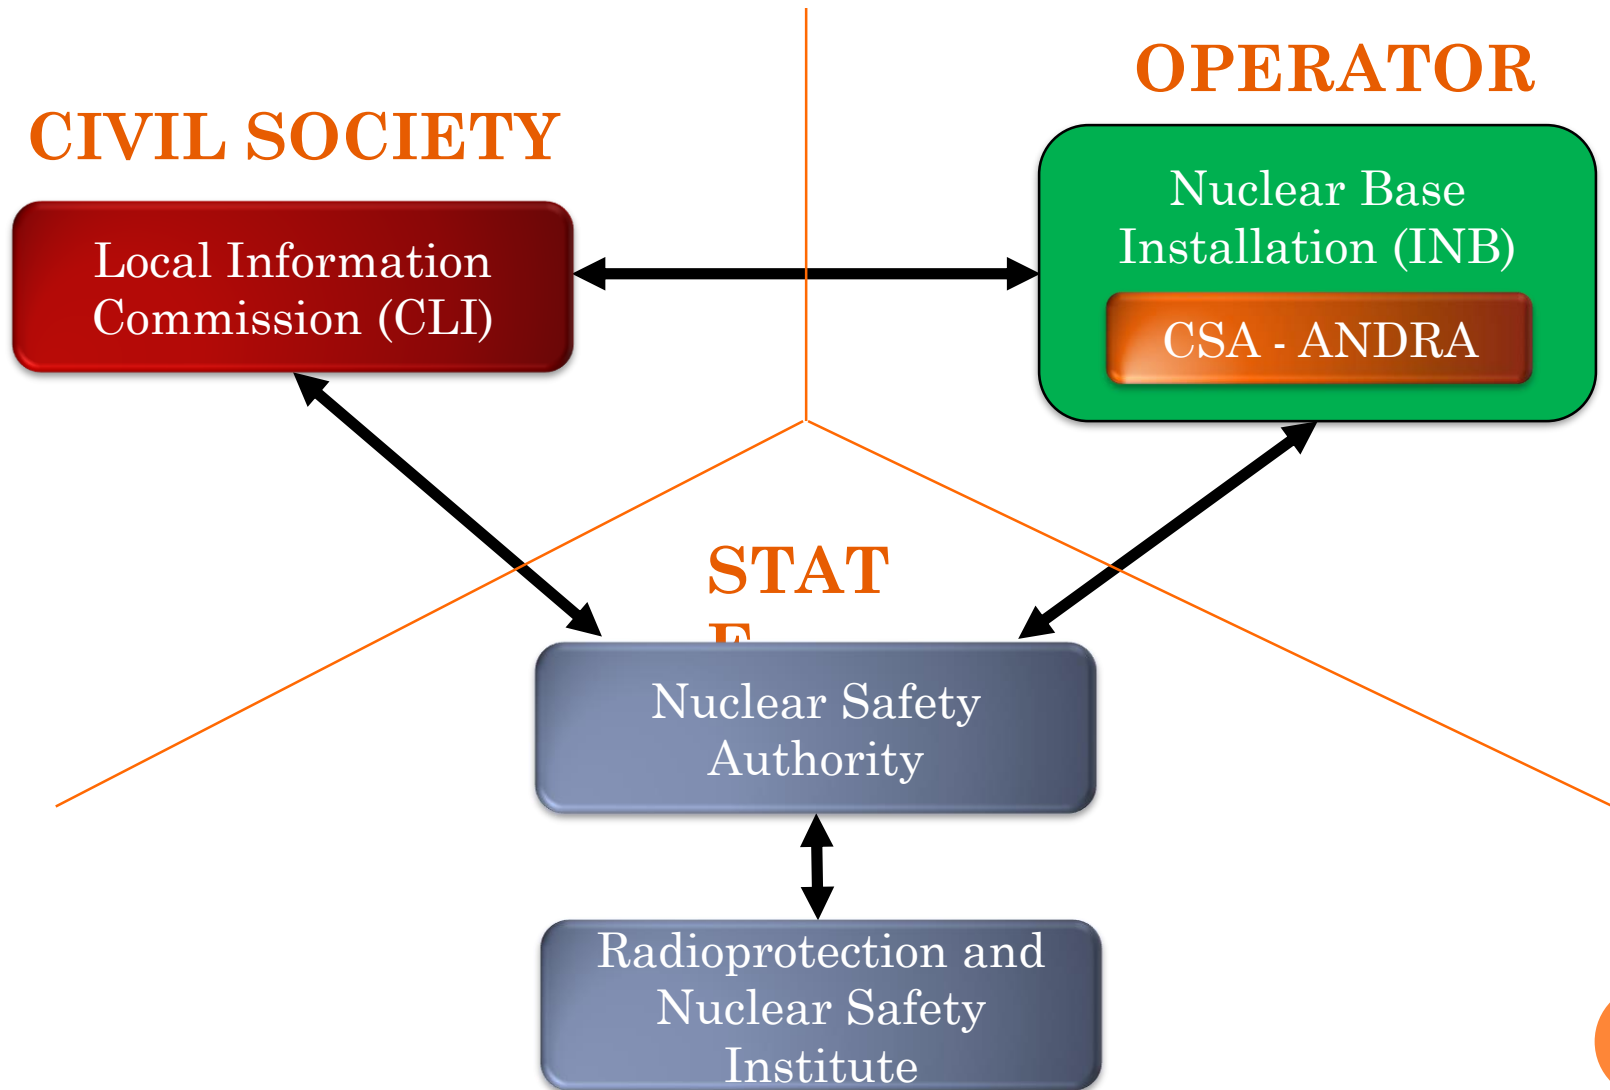 OPERATOR
CIVIL SOCIETY
Nuclear Base
Installation (INB)
Local Information
Commission (CLI)
CSA - ANDRA
STAT
E
Nuclear Safety
Authority
Radioprotection and
Nuclear Safety
Institute